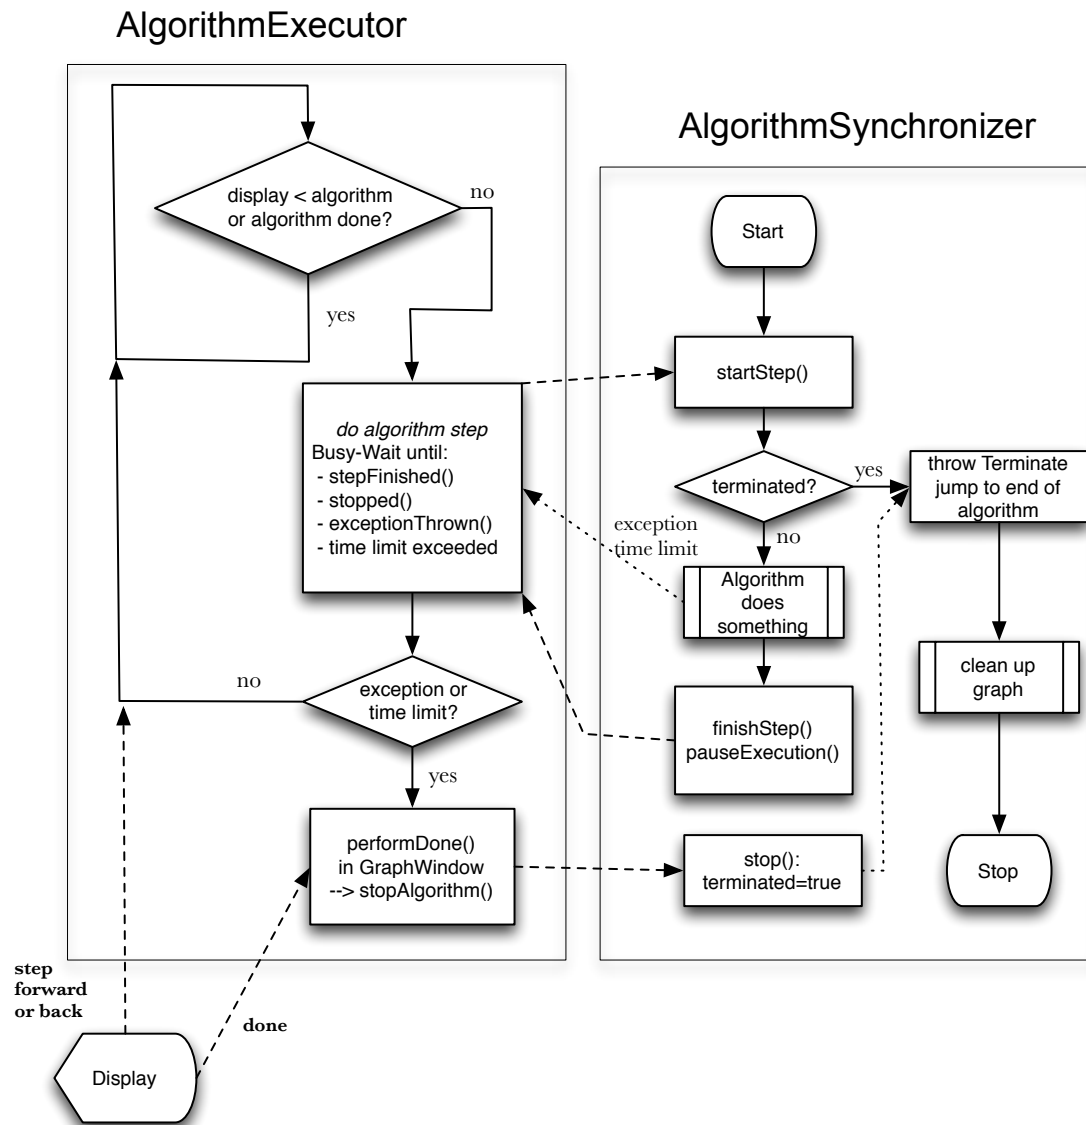 AlgorithmExecutor
display < algorithm
or algorithm done?
no
yes
do algorithm step
Busy-Wait until:
- stepFinished()
- stopped()
- exceptionThrown()
- time limit exceeded
exception or
time limit?
no
yes
performDone()
in GraphWindow
--> stopAlgorithm()
step
forward
or back
done
Display
AlgorithmSynchronizer
Start
startStep()
terminated?
yes
no
throw Terminate
jump to end of
algorithm
exception
time limit
Algorithm
does
something
clean up
graph
finishStep()
pauseExecution()
stop():
terminated=true
Stop